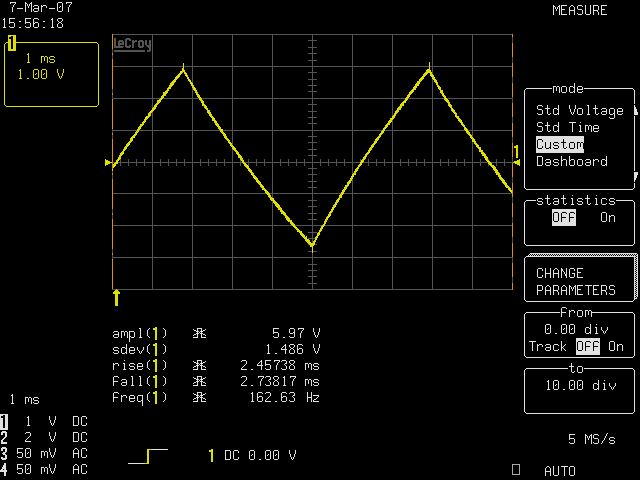 7-Mar-07
15:56:18
MEASURE
1
1 ms
1.00 V
LeCroy
mode
Std Voltage
Std Time
Custom
Dashboard
1
statistics
OFF On
CHANGE
PARAMETERS
from
0.00 div
Track OFF On
to
10.00 div
ampl(1) 5.97 V
sdev(1) 1.486 V
rise(1) 2.45738 ms
fall(1) 2.73817 ms
freq(1) 162.63 Hz
1 ms
1 1 V DC
2 2 V DC
3 50 mV AC
4 50 mV AC
1 DC 0.00 V
5 MS/s
AUTO